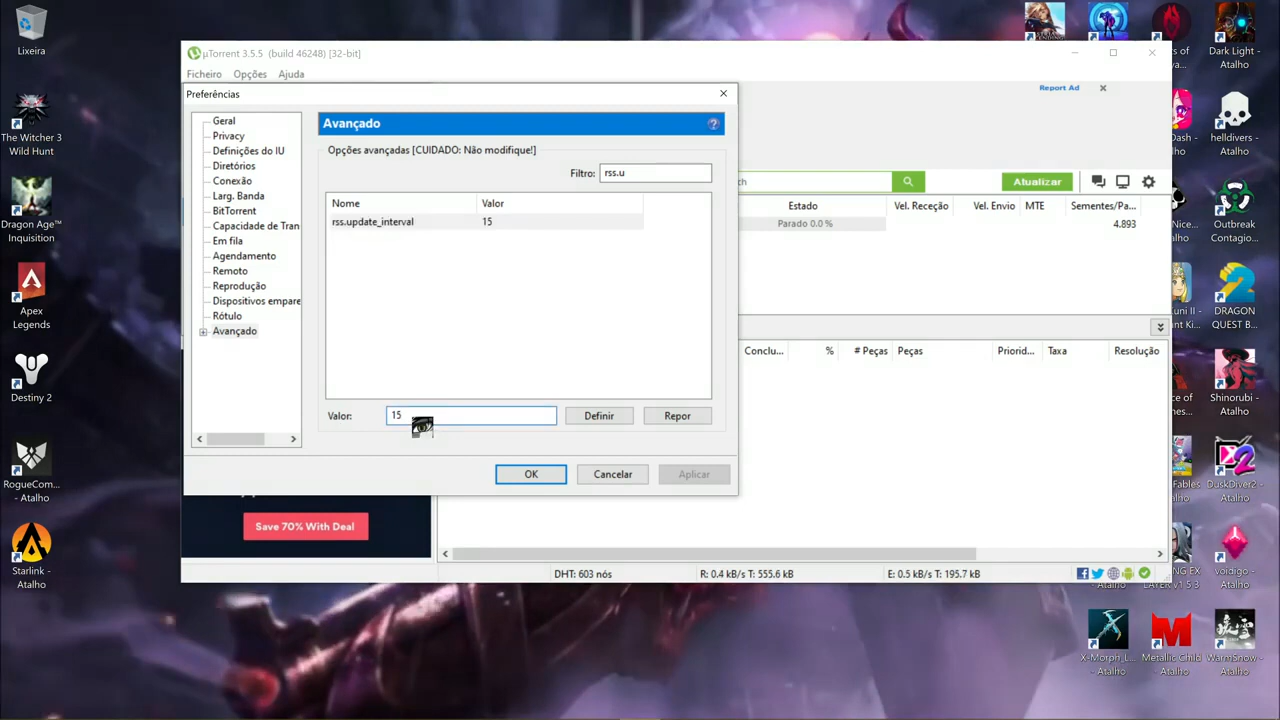 Lixeira
The Witcher 3
Wild Hunt
Dragon Age™
Inquisition
Apex
Legends
Destiny 2
RogueCom...
- Atalho
Starlink -
Atalho
µTorrent 3.5.5 (build 46248) [32-bit]
Ficheiro Opções Ajuda
Preferências
Geral
Privacy
Definições do IU
Diretórios
Conexão
Larg. Banda
BitTorrent
Capacidade de Tran
Em fila
Agendamento
Remoto
Reprodução
Dispositivos empare
Rótulo
Avançado
Avançado
Opções avançadas [CUIDADO: Não modifique!]
Filtro: rss.u
Nome Valor
rss.update_interval 15
Valor: 15 Definir Repor
OK Cancelar Aplicar
Save 70% With Deal
Report Ad
ch
Atualizar
Estado Vel. Receção Vel. Envio MTE Sementes/Pa...
Parado 0.0 % 4.893
Conclu... % # Peças Peças Priorid... Taxa Resolução
DHT: 603 nós R: 0.4 kB/s T: 555.6 kB E: 0.5 kB/s T: 195.7 kB
Dark Light -
Atalho
helldivers -
Atalho
Outbreak
Contagio...
DRAGON
QUEST B...
Shinorubi -
Atalho
DuskDiver2
- Atalho
voidigo -
Atalho
X-Morph_L...
- Atalho
Metallic Child
- Atalho
WarmSnow
- Atalho